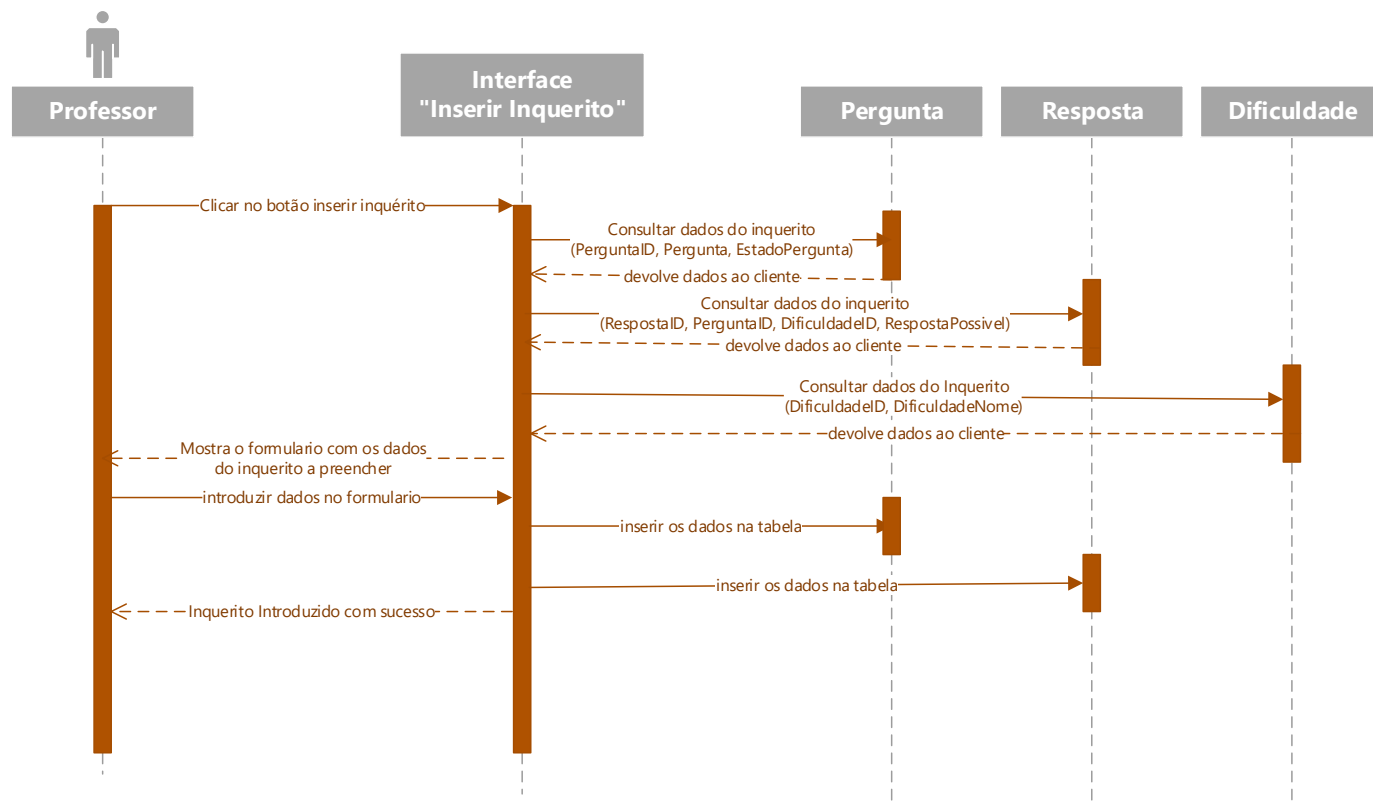 Professor
Interface
"Inserir Inquerito"
Pergunta
Resposta
Dificuldade
Clicar no botão inserir inquérito
Consultar dados do inquerito
(PerguntaID, Pergunta, EstadoPergunta)
devolve dados ao cliente
Consultar dados do inquerito
(RespostaID, PerguntaID, DificuldadeID, RespostaPossivel)
devolve dados ao cliente
Consultar dados do Inquerito
(DificuldadeID, DificuldadeNome)
devolve dados ao cliente
Mostra o formulario com os dados
do inquerito a preencher
introduzir dados no formulario
inserir os dados na tabela
inserir os dados na tabela
Inquerito Introduzido com sucesso